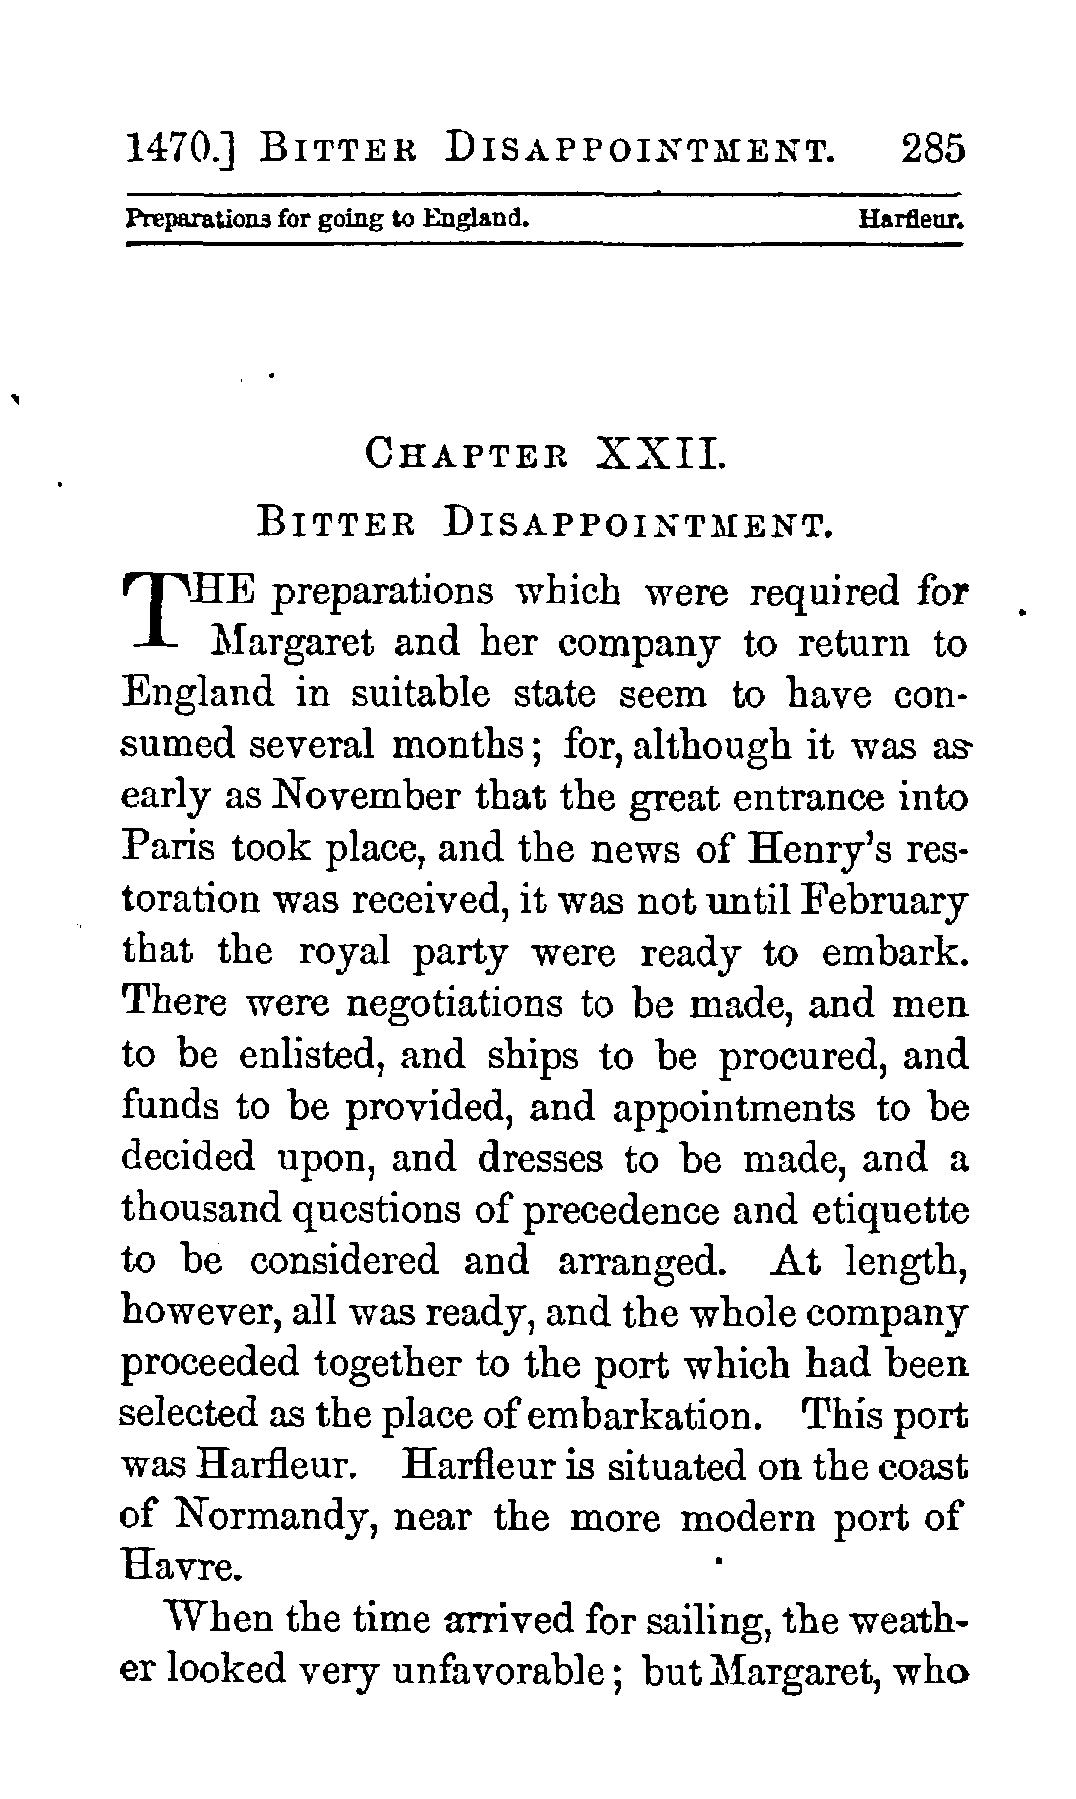 1470.] BITTER DISAPPOINTMENT. 285
Preparations for going to England. Harfleur.
CHAPTER XXII.
BITTER DISAPPOINTMENT.
THE preparations which were required for
Margaret and her company to return to
England in suitable state seem to have con-
sumed several months; for, although it was as
early as November that the great entrance into
Paris took place, and the news of Henry's res-
toration was received, it was not until February
that the royal party were ready to embark.
There were negotiations to be made, and men
to be enlisted, and ships to be procured, and
funds to be provided, and appointments to be
decided upon, and dresses to be made, and a
thousand questions of precedence and etiquette
to be considered and arranged. At length,
however, all was ready, and the whole company
proceeded together to the port which had been
selected as the place of embarkation. This port
was Harfleur. Harfleur is situated on the coast
of Normandy, near the more modern port of
Havre.
When the time arrived for sailing, the weath-
er looked very unfavorable; but Margaret, who